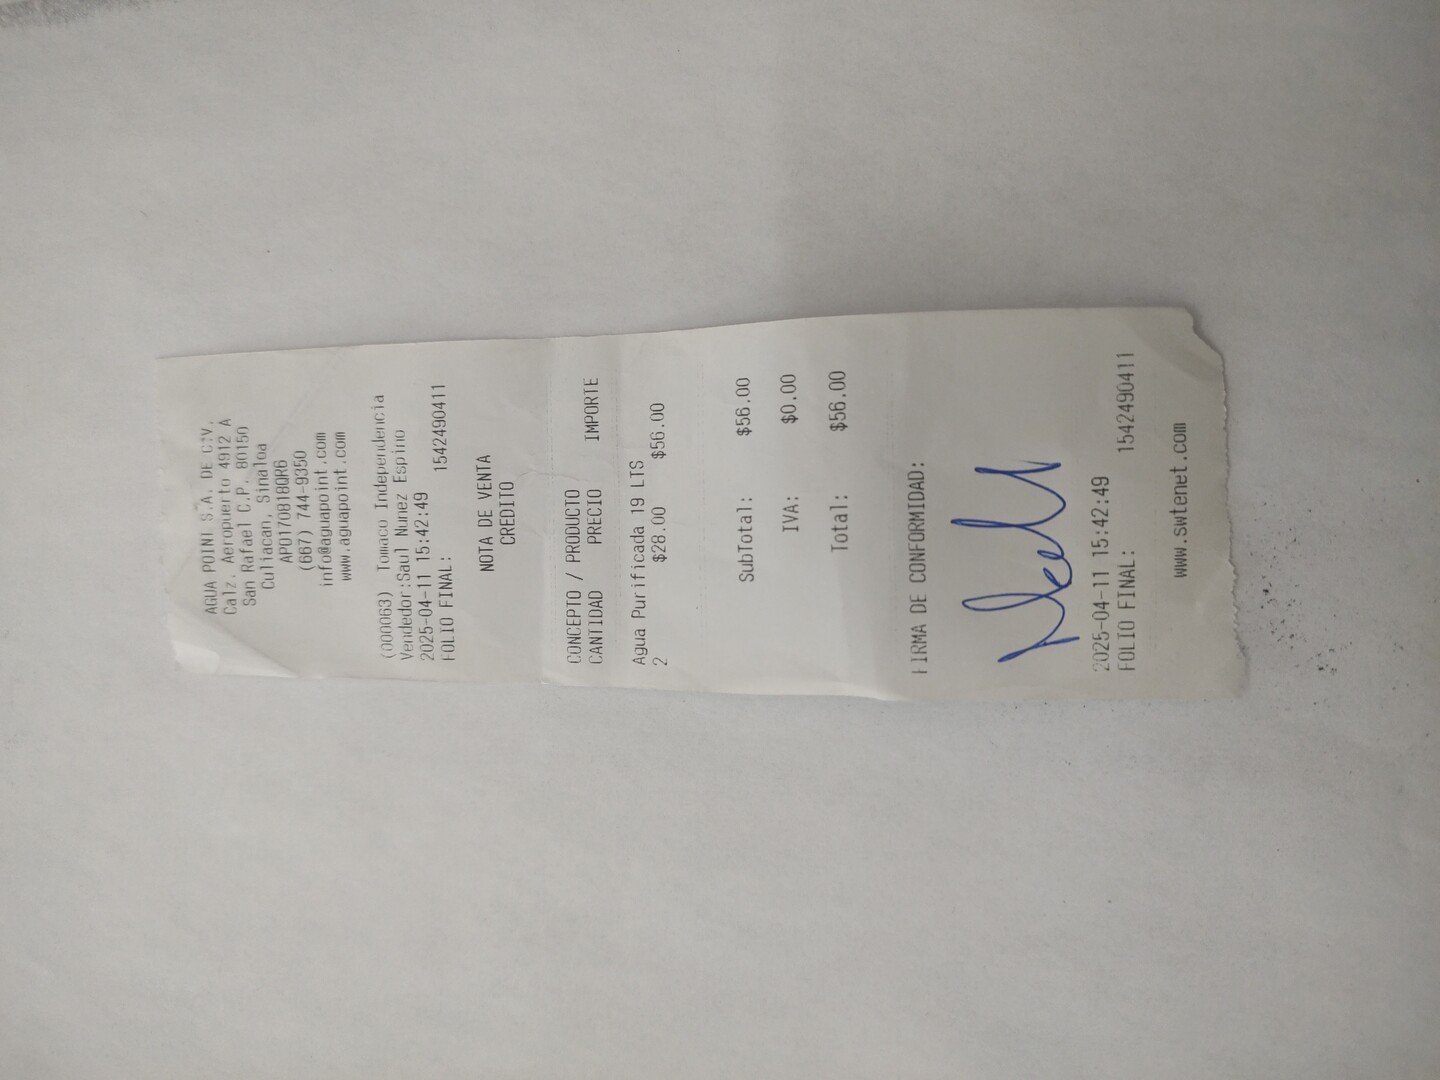 AGUA POINT S.A. DE C.V.
Calz. Aeropuerto 4912 A
San Rafael C.P. 80150
Culiacan, Sinaloa
APO170818QR6
(667) 744-9350
info@aguapoint.com
www.aguapoint.com
(000063) Tomaco Independencia
Vendedor:Saul Nunez Espino
2025-04-11 15:42:49
FOLIO FINAL: 1542490411
NOTA DE VENTA
CREDITO
CONCEPTO / PRODUCTO
CANTIDAD PRECIO IMPORTE
Agua Purificada 19 LTS
2 $28.00 $56.00
SubTotal: $56.00
IVA: $0.00
Total: $56.00
FIRMA DE CONFORMIDAD:
2025-04-11 15:42:49
FOLIO FINAL: 1542490411
www.swtenet.com